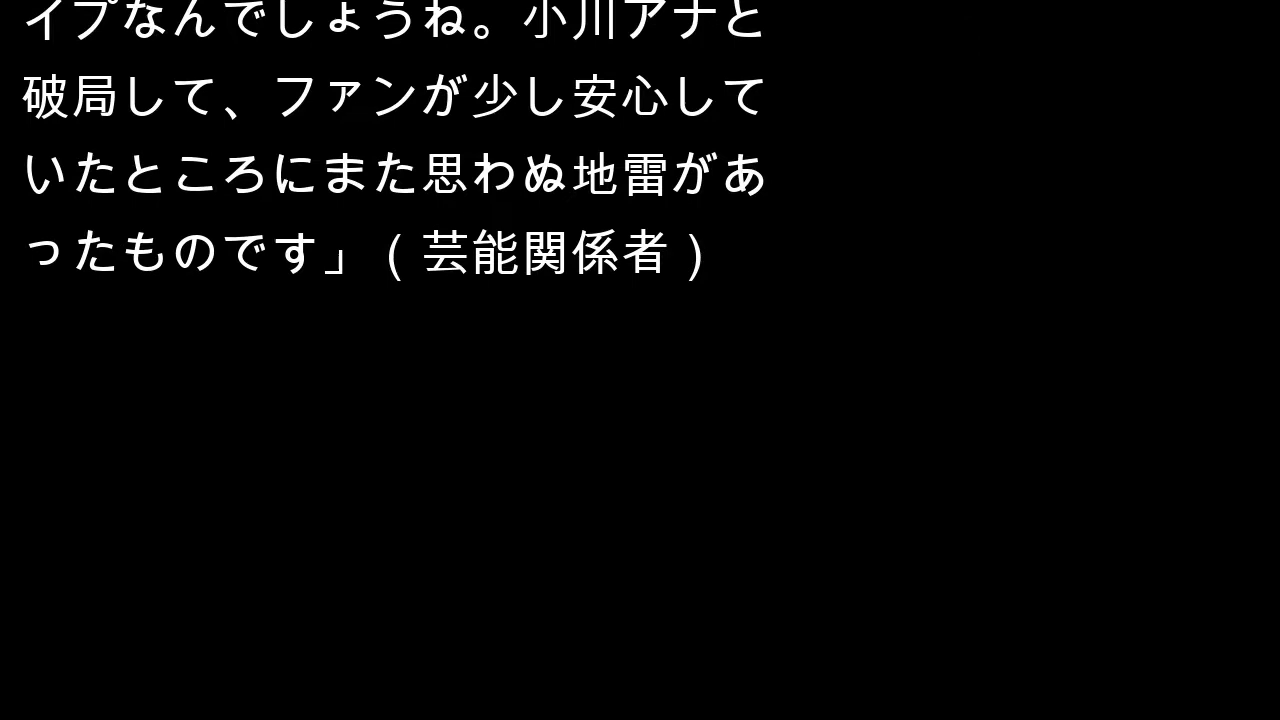 イプなんでしょうね。小川アナと
破局して、ファンが少し安心して
いたところにまた思わぬ地雷があ
ったものです」(芸能関係者)